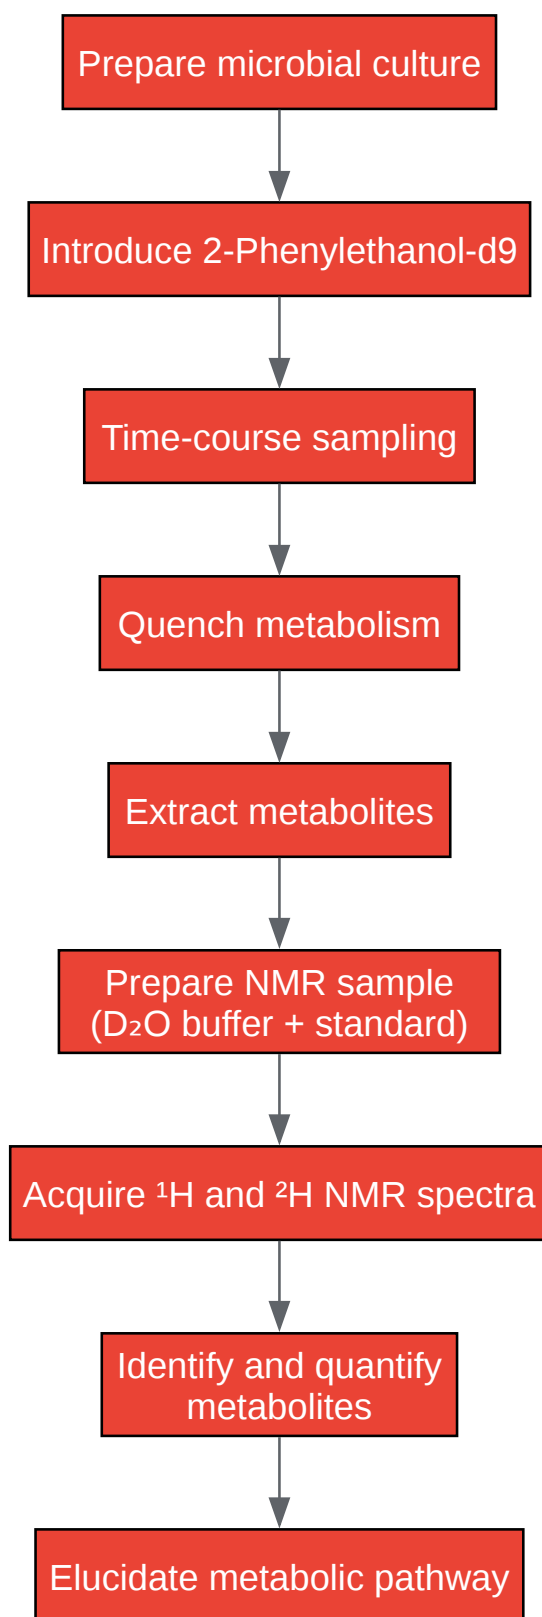 Prepare microbial culture
Introduce 2-Phenylethanol-d9
Time-course sampling
Quench metabolism
Extract metabolites
Prepare NMR sample
(D₂O buffer + standard)
Acquire ¹H and ²H NMR spectra
Identify and quantify
metabolites
Elucidate metabolic pathway